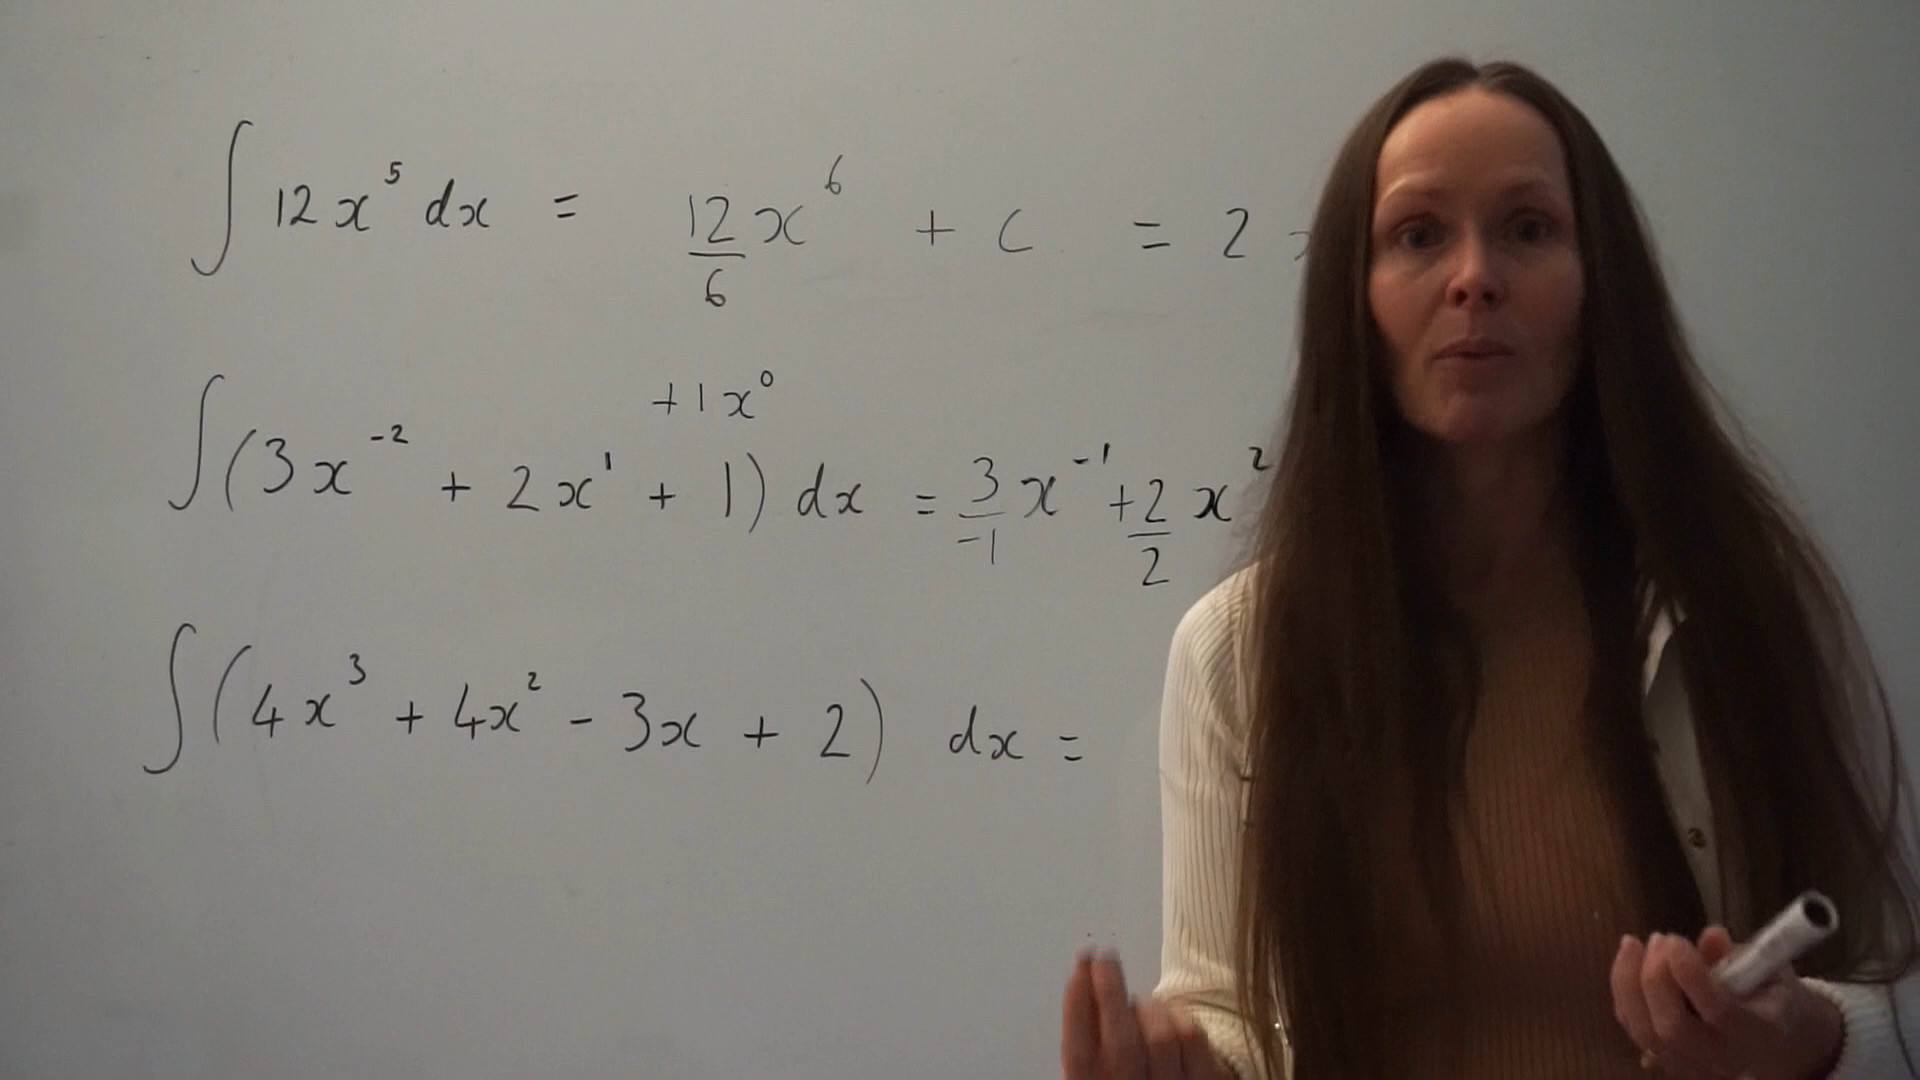 ∫ 12x⁵ dx = 12/6 x⁶ + c = 2
+1x⁰
∫(3x⁻² + 2x¹ + 1) dx = 3/-1 x⁻¹ + 2/2 x²
∫(4x³ + 4x² - 3x + 2) dx =